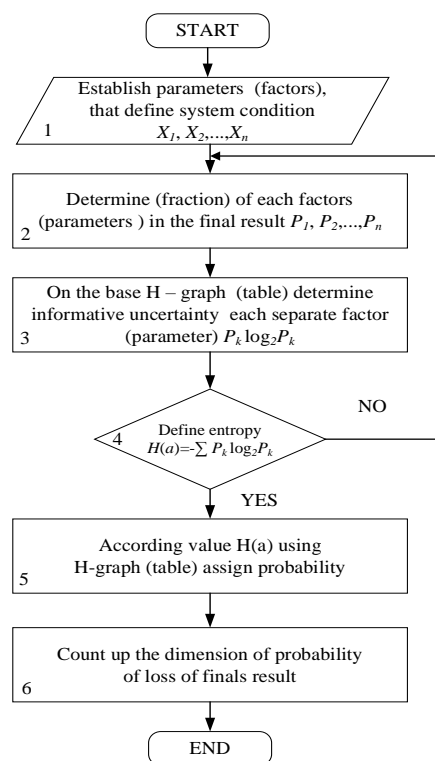 START
Establish parameters (factors),
that define system condition
1 X₁, X₂,...,Xₙ
Determine (fraction) of each factors
(parameters ) in the final result P₁, P₂,...,Pₙ
2
On the base H – graph (table) determine
informative uncertainty each separate factor
3 (parameter) Pₖ log₂Pₖ
NO
4 Define entropy
H(a)=-∑ Pₖ log₂Pₖ
YES
According value H(a) using
H-graph (table) assign probability
5
Count up the dimension of probability
of loss of finals result
6
END